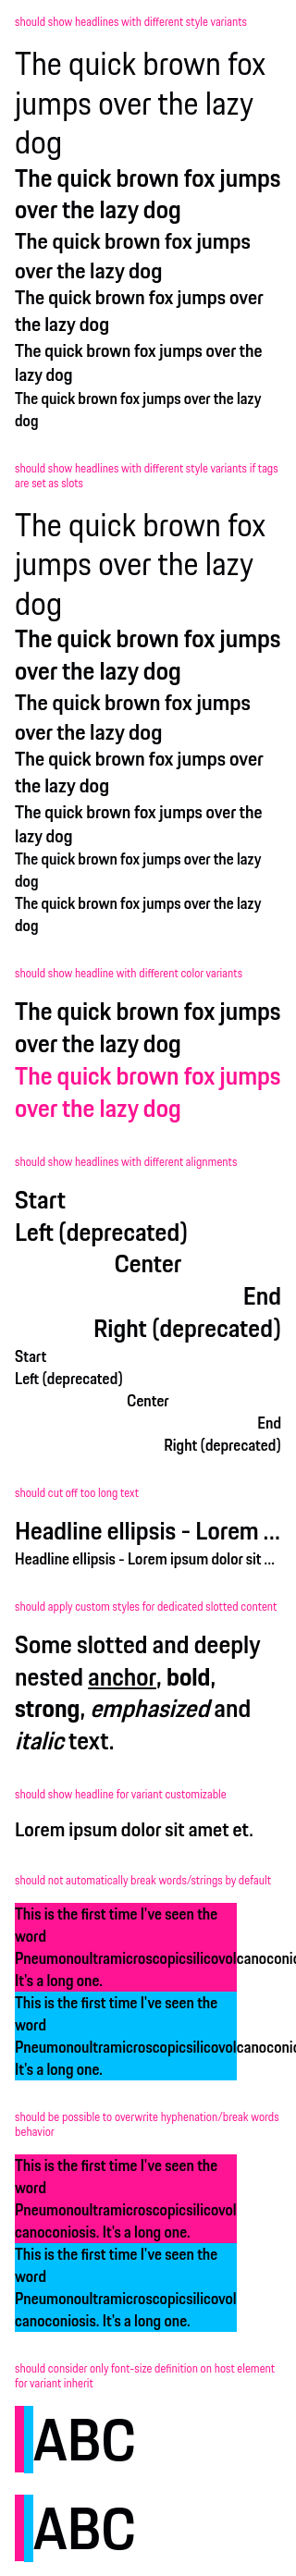 should show headlines with different style variants
The quick brown fox
jumps over the lazy
dog
The quick brown fox jumps
over the lazy dog
The quick brown fox jumps
over the lazy dog
The quick brown fox jumps over
the lazy dog
The quick brown fox jumps over the
lazy dog
The quick brown fox jumps over the lazy
dog
should show headlines with different style variants if tags
are set as slots
The quick brown fox
jumps over the lazy
dog
The quick brown fox jumps
over the lazy dog
The quick brown fox jumps
over the lazy dog
The quick brown fox jumps over
the lazy dog
The quick brown fox jumps over the
lazy dog
The quick brown fox jumps over the lazy
dog
The quick brown fox jumps over the lazy
dog
should show headline with different color variants
The quick brown fox jumps
over the lazy dog
The quick brown fox jumps
over the lazy dog
should show headlines with different alignments
Start
Left (deprecated)
Center
End
Right (deprecated)
Start
Left (deprecated)
Center
End
Right (deprecated)
should cut off too long text
Headline ellipsis - Lorem ...
Headline ellipsis - Lorem ipsum dolor sit ...
should apply custom styles for dedicated slotted content
Some slotted and deeply
nested anchor, bold,
strong, emphasized and
italic text.
should show headline for variant customizable
Lorem ipsum dolor sit amet et.
should not automatically break words/strings by default
This is the first time I've seen the
word
Pneumonoultramicroscopicsilicovolcanoconio
It's a long one.
This is the first time I've seen the
word
Pneumonoultramicroscopicsilicovolcanoconio
It's a long one.
should be possible to overwrite hyphenation/break words
behavior
This is the first time I've seen the
word
Pneumonoultramicroscopicsilicovol
canoconiosis. It's a long one.
This is the first time I've seen the
word
Pneumonoultramicroscopicsilicovol
canoconiosis. It's a long one.
should consider only font-size definition on host element
for variant inherit
ABC
ABC